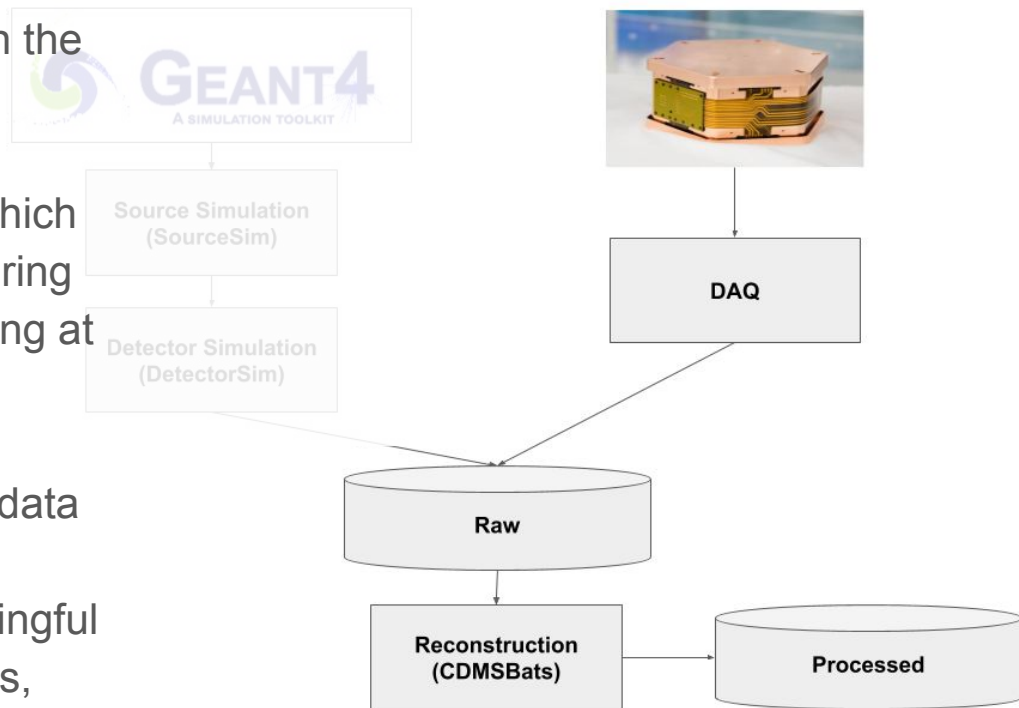 n the
GEANT4
A SIMULATION TOOLKIT
hich
ring
ng at
data
ingful
s,
Source Simulation
(SourceSim)
Detector Simulation
(DetectorSim)
DAQ
Raw
Reconstruction
(CDMSBats)
Processed